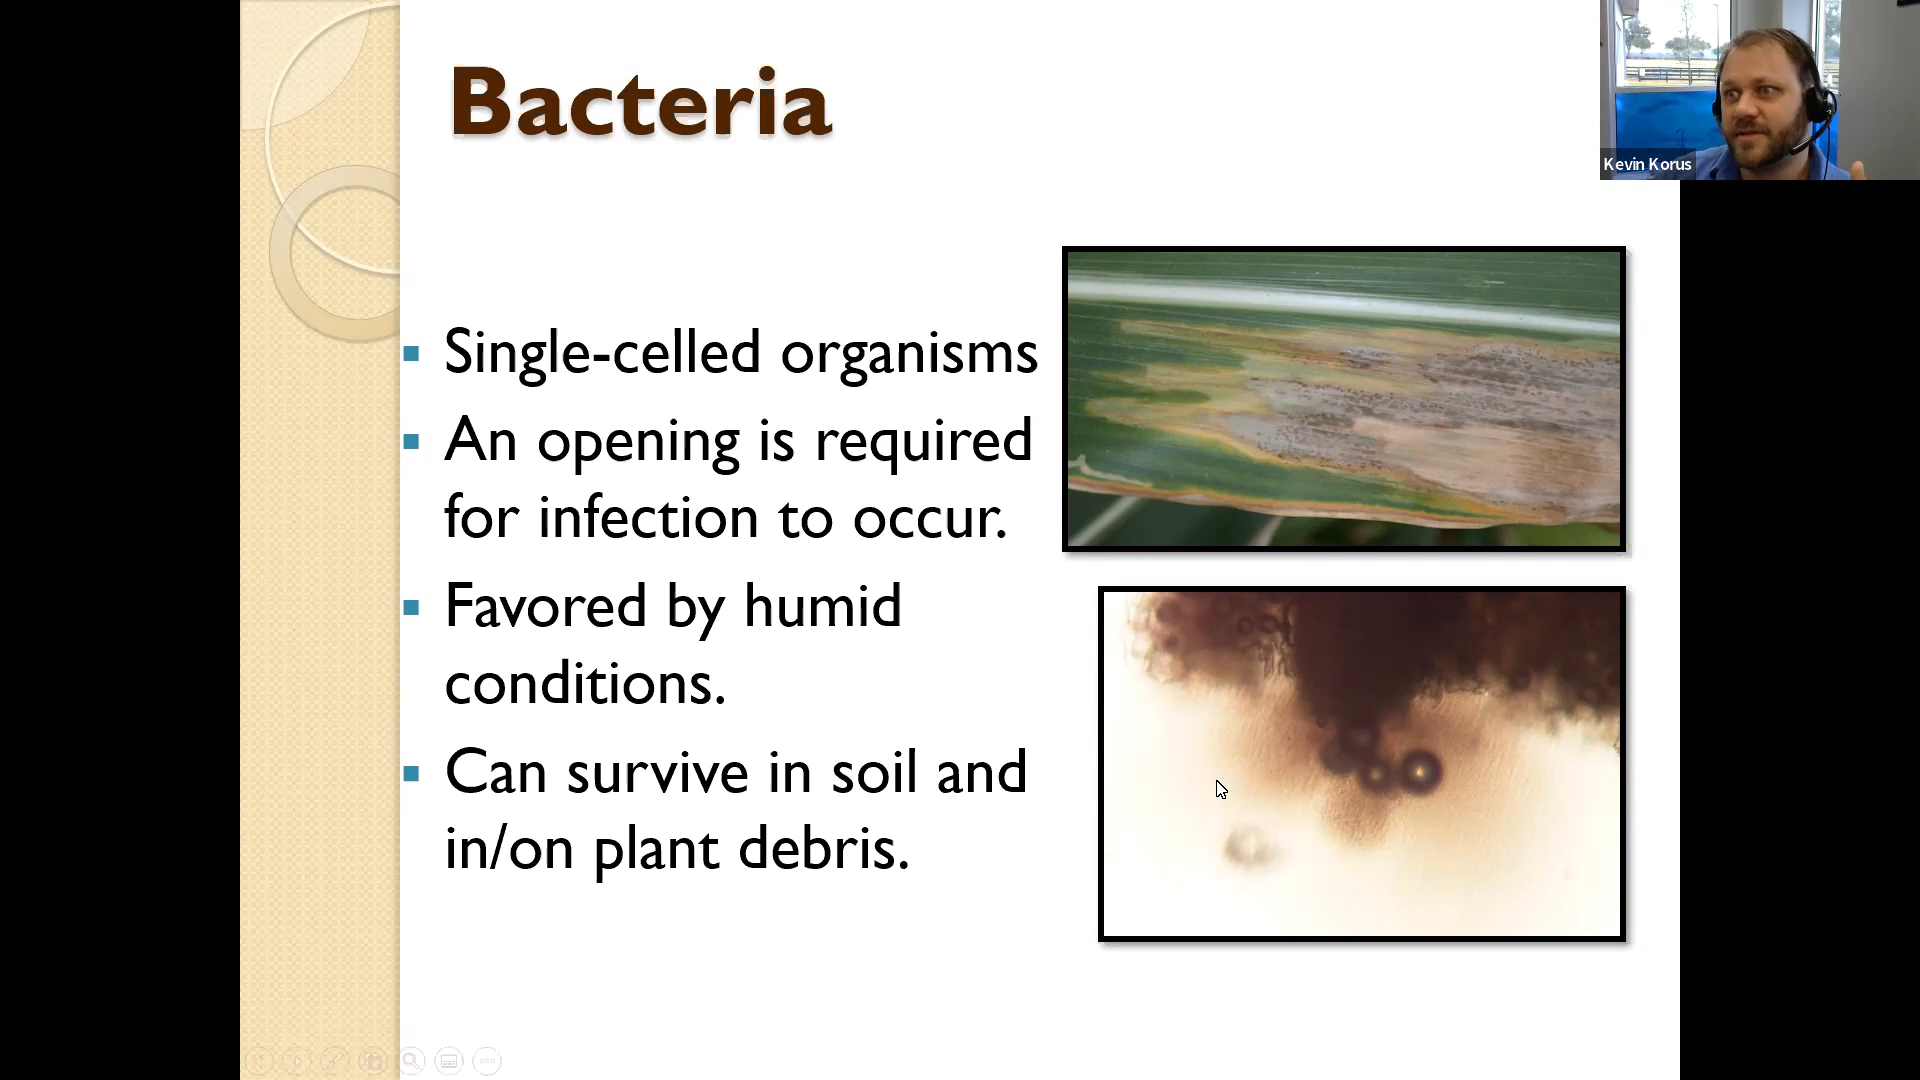 Bacteria
Kevin Korus
Single-celled organisms
An opening is required
for infection to occur.
Favored by humid
conditions.
Can survive in soil and
in/on plant debris.